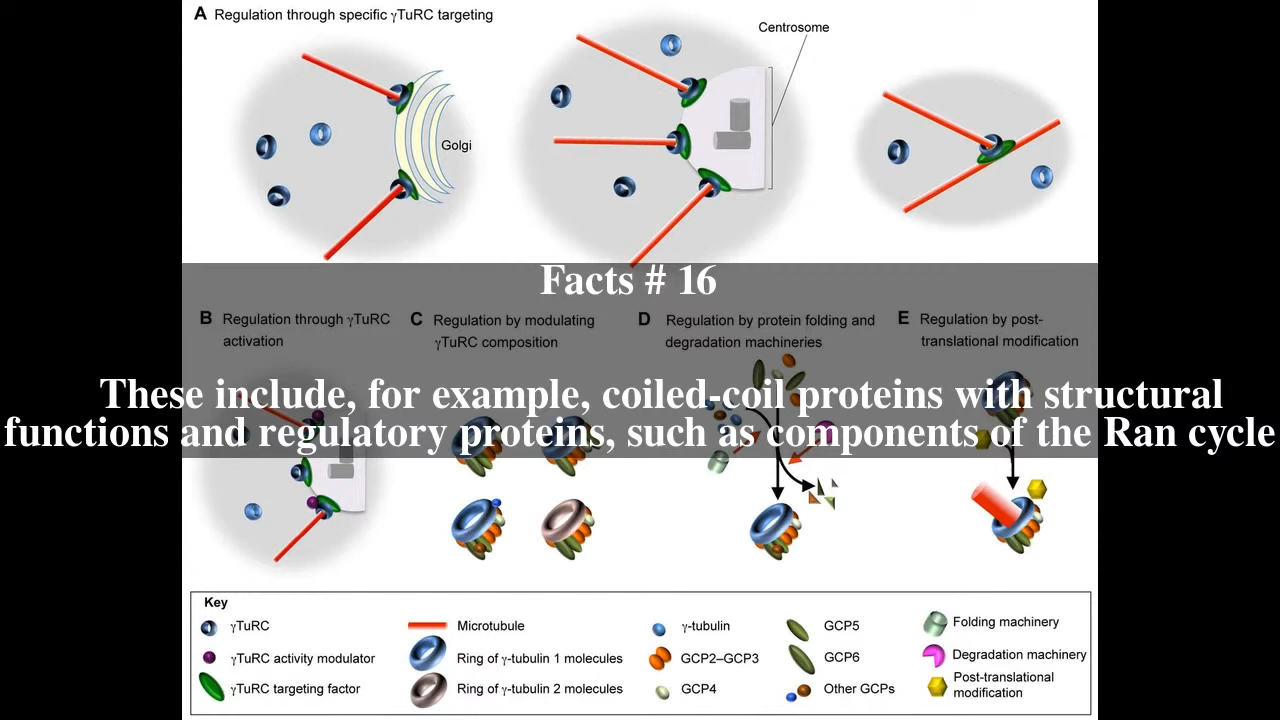 A Regulation through specific γTuRC targeting
Centrosome
Golgi
Facts # 16
B Regulation through γTuRC activation
C Regulation by modulating γTuRC composition
D Regulation by protein folding and degradation machineries
E Regulation by post-translational modification
These include, for example, coiled-coil proteins with structural
functions and regulatory proteins, such as components of the Ran cycle
Key
γTuRC
γTuRC activity modulator
γTuRC targeting factor
Microtubule
Ring of γ-tubulin 1 molecules
Ring of γ-tubulin 2 molecules
γ-tubulin
GCP2–GCP3
GCP4
GCP5
GCP6
Other GCPs
Folding machinery
Degradation machinery
Post-translational
modification